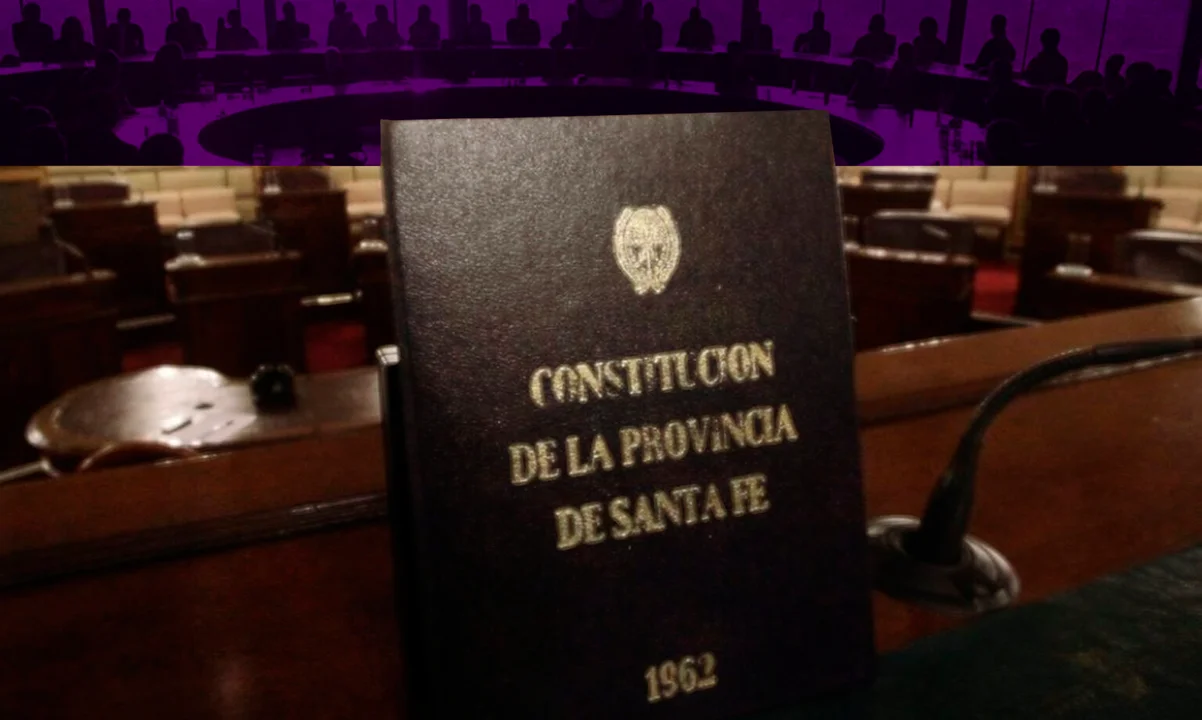 CONSTITUCION
DE LA PROVINCIA
DE SANTA FE
1962